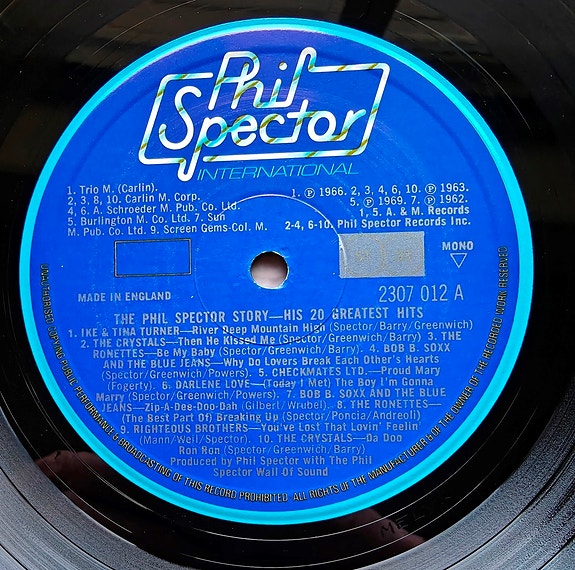 Phil
Spector
INTERNATIONAL
1. Trio M. (Carlin).
2, 3, 8, 10. Carlin M. Corp.
4, 6. A. Schroeder M. Pub. Co. Ltd.
5. Burlington M. Co. Ltd. 7. Sun
M. Pub. Co. Ltd. 9. Screen Gems-Col. M.
1. ℗ 1966. 2, 3, 4, 6, 10. ℗ 1963.
5. ℗ 1969. 7. ℗ 1962.
1, 5. A. & M. Records
2-4, 6-10. Phil Spector Records Inc.
MONO
MADE IN ENGLAND
2307 012 A
THE PHIL SPECTOR STORY—HIS 20 GREATEST HITS
1. IKE & TINA TURNER—River Deep Mountain High (Spector/Barry/Greenwich)
2. THE CRYSTALS—Then He Kissed Me (Spector/Greenwich/Barry). 3. THE
RONETTES—Be My Baby (Spector/Greenwich/Barry). 4. BOB B. SOXX
AND THE BLUE JEANS—Why Do Lovers Break Each Other's Hearts
(Spector/Greenwich/Powers). 5. CHECKMATES LTD.—Proud Mary
(Fogerty). 6. DARLENE LOVE—(Today I Met) The Boy I'm Gonna
Marry (Spector/Greenwich/Powers). 7. BOB B. SOXX AND THE BLUE
JEANS—Zip-A-Dee-Doo-Dah (Gilbert/Wrubel). 8. THE RONETTES—
(The Best Part Of) Breaking Up (Spector/Poncia/Andreoli)
9. RIGHTEOUS BROTHERS—You've Lost That Lovin' Feelin'
(Mann/Weil/Spector). 10. THE CRYSTALS—Da Doo
Ron Ron (Spector/Greenwich/Barry)
Produced by Phil Spector with The Phil
Spector Wall Of Sound
UNAUTHORISED COPYING PUBLIC PERFORMANCE & BROADCASTING OF THIS RECORD PROHIBITED. ALL RIGHTS OF THE MANUFACTURER & OF THE OWNER OF THE RECORDED WORK RESERVED